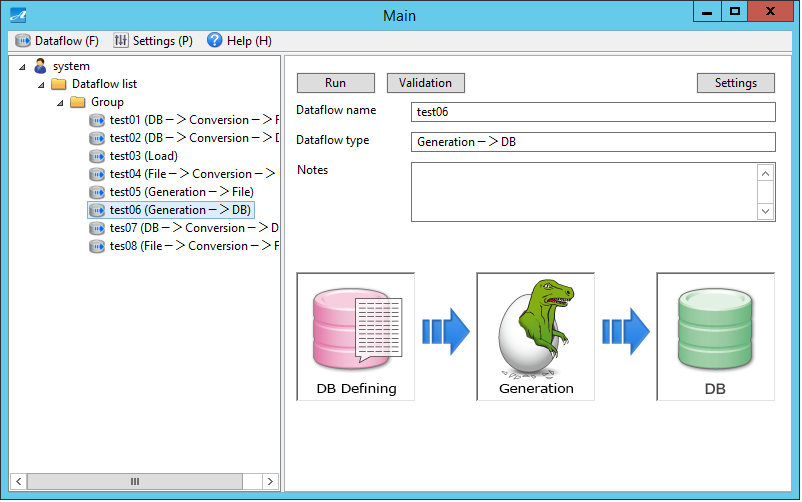 Main
Dataflow (F) Settings (P) Help (H)
system
Dataflow list
Group
test01 (DB－＞Conversion－＞F
test02 (DB－＞Conversion－＞D
test03 (Load)
test04 (File－＞Conversion－＞
test05 (Generation－＞File)
test06 (Generation－＞DB)
tes07 (DB－＞Conversion－＞D
tes08 (File－＞Conversion－＞F
Run Validation Settings
Dataflow name test06
Dataflow type Generation－＞DB
Notes
DB Defining Generation DB